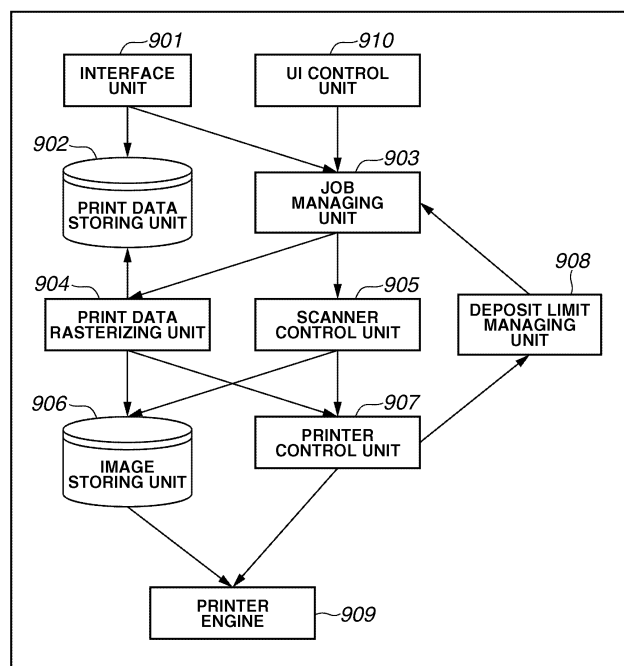 901
INTERFACE
UNIT
910
UI CONTROL
UNIT
902
PRINT DATA
STORING UNIT
903
JOB
MANAGING
UNIT
904
PRINT DATA
RASTERIZING UNIT
905
SCANNER
CONTROL UNIT
908
DEPOSIT LIMIT
MANAGING
UNIT
906
IMAGE
STORING UNIT
907
PRINTER
CONTROL UNIT
PRINTER
ENGINE
909